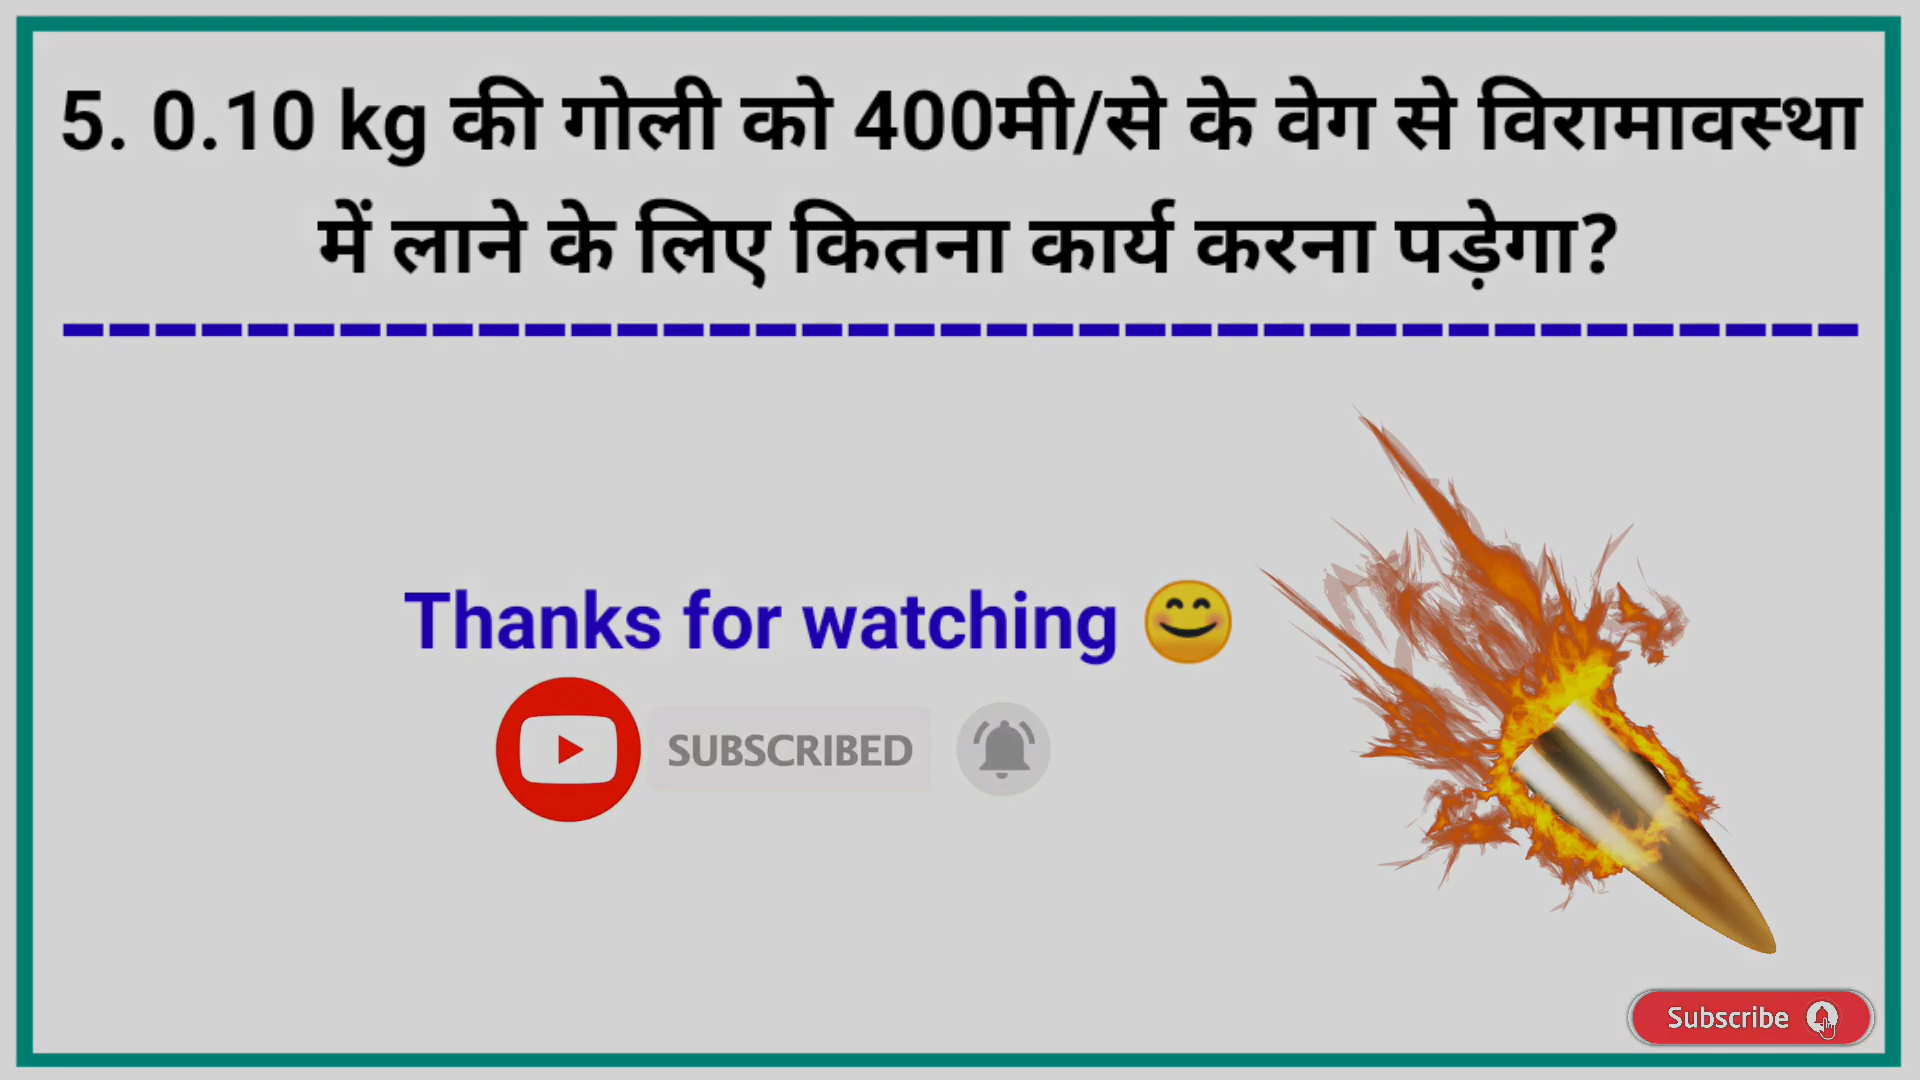 5. 0.10 kg की गोली को 400मी/से के वेग से विरामावस्था
में लाने के लिए कितना कार्य करना पड़ेगा?
Thanks for watching 😊
SUBSCRIBED
Subscribe